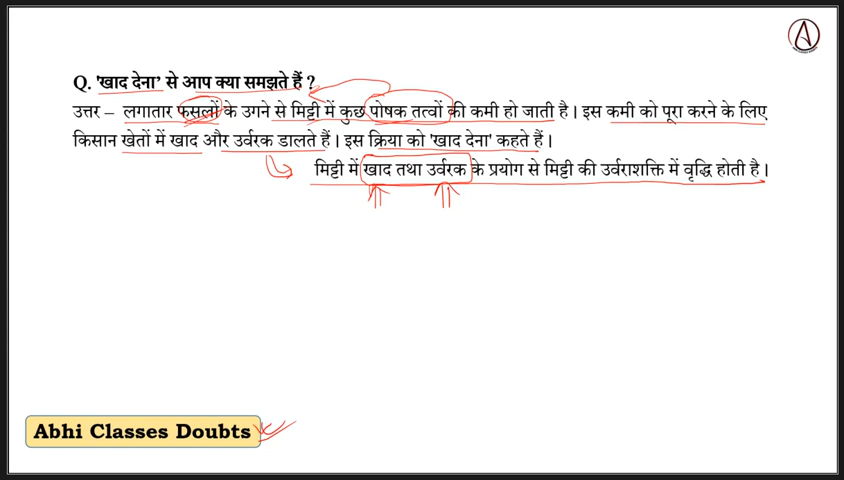 Q. 'खाद देना' से आप क्या समझते हैं ?
उत्तर – लगातार फसलों के उगने से मिट्टी में कुछ पोषक तत्वों की कमी हो जाती है। इस कमी को पूरा करने के लिए
किसान खेतों में खाद और उर्वरक डालते हैं। इस क्रिया को 'खाद देना' कहते हैं।
मिट्टी में खाद तथा उर्वरक के प्रयोग से मिट्टी की उर्वराशक्ति में वृद्धि होती है।
Abhi Classes Doubts